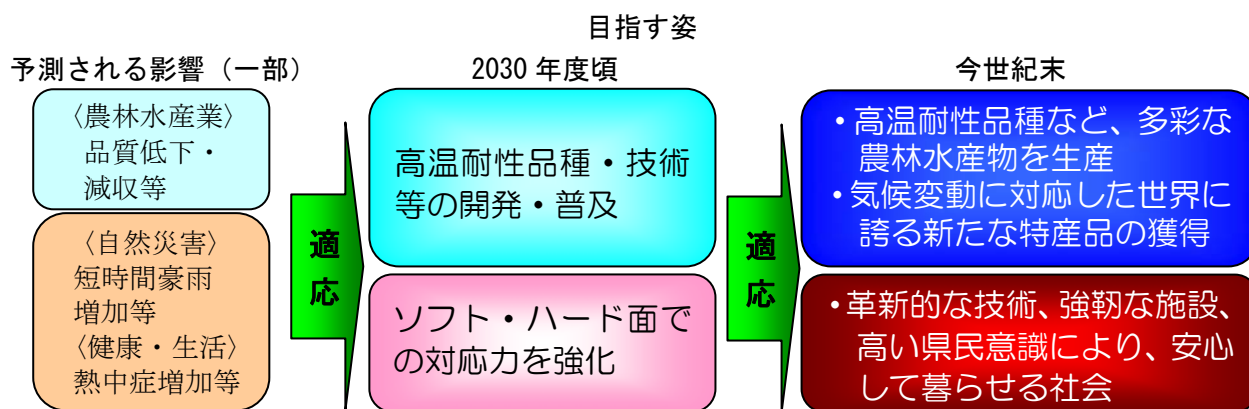 目指す姿
予測される影響（一部）
2030 年度頃
今世紀末
〈農林水産業〉
品質低下・
減収等
〈自然災害〉
短時間豪雨
増加等
〈健康・生活〉
熱中症増加等
適応
高温耐性品種・技術
等の開発・普及
ソフト・ハード面で
の対応力を強化
適応
・高温耐性品種など、多彩な
農林水産物を生産
・気候変動に対応した世界に
誇る新たな特産品の獲得
・革新的な技術、強靭な施設、
高い県民意識により、安心
して暮らせる社会